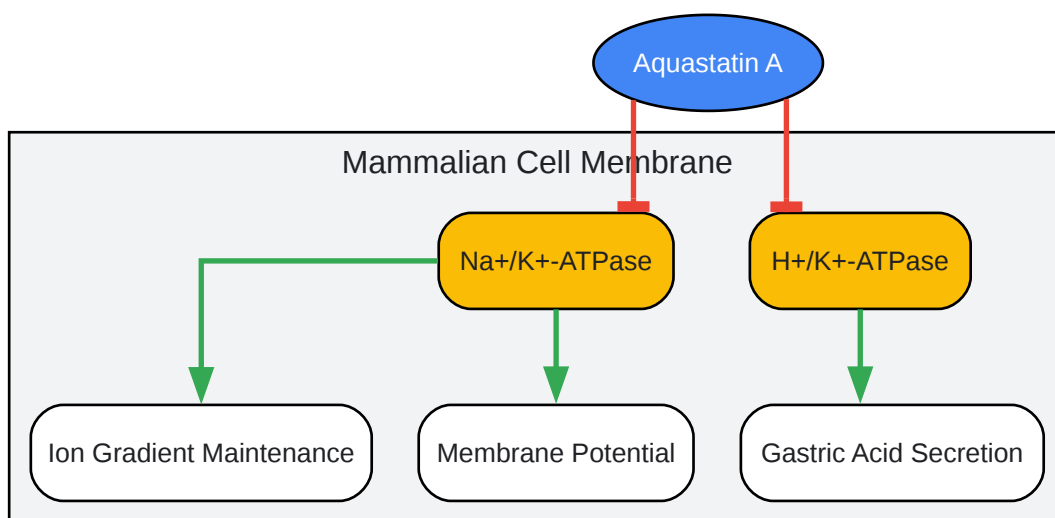 Aquastatin A
Mammalian Cell Membrane
Na+/K+-ATPase
H+/K+-ATPase
Ion Gradient Maintenance
Membrane Potential
Gastric Acid Secretion